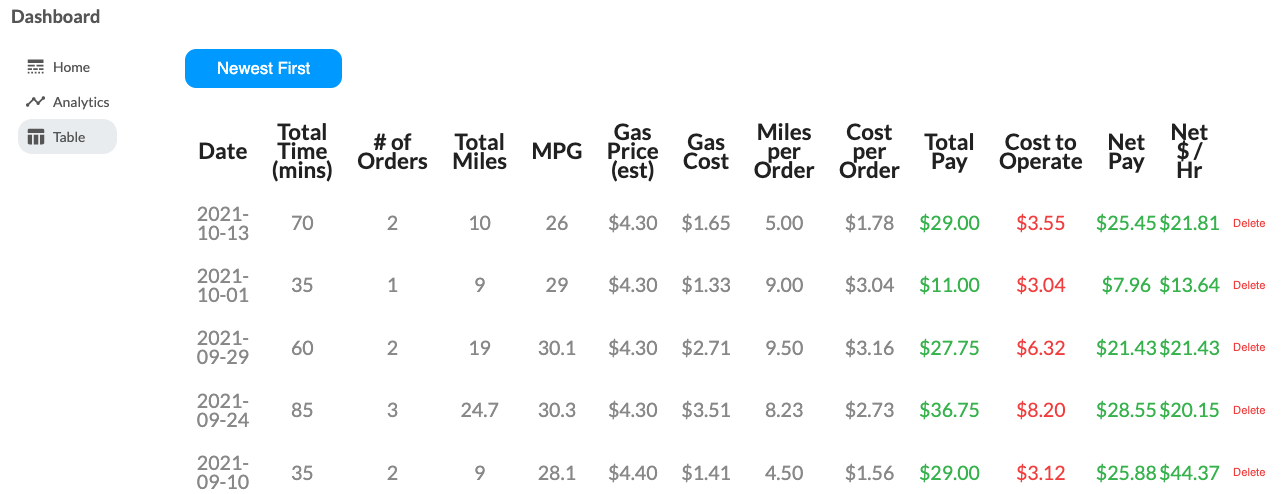 Dashboard
Home
Analytics
Table
Newest First
Date Total Time (mins) # of Orders Total Miles MPG Gas Price (est) Gas Cost Miles per Order Cost per Order Total Pay Cost to Operate Net Pay Net $ / Hr
2021-10-13 70 2 10 26 $4.30 $1.65 5.00 $1.78 $29.00 $3.55 $25.45 $21.81 Delete
2021-10-01 35 1 9 29 $4.30 $1.33 9.00 $3.04 $11.00 $3.04 $7.96 $13.64 Delete
2021-09-29 60 2 19 30.1 $4.30 $2.71 9.50 $3.16 $27.75 $6.32 $21.43 $21.43 Delete
2021-09-24 85 3 24.7 30.3 $4.30 $3.51 8.23 $2.73 $36.75 $8.20 $28.55 $20.15 Delete
2021-09-10 35 2 9 28.1 $4.40 $1.41 4.50 $1.56 $29.00 $3.12 $25.88 $44.37 Delete